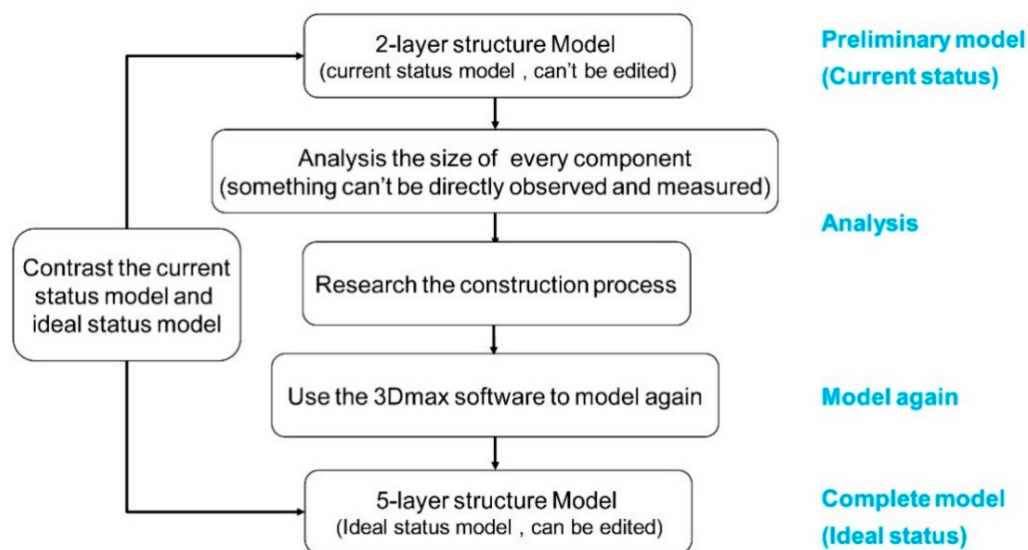 2-layer structure Model
(current status model , can't be edited)
Preliminary model
(Current status)
Analysis the size of every component
(something can't be directly observed and measured)
Analysis
Contrast the current
status model and
ideal status model
Research the construction process
Use the 3Dmax software to model again
Model again
5-layer structure Model
(Ideal status model , can be edited)
Complete model
(Ideal status)